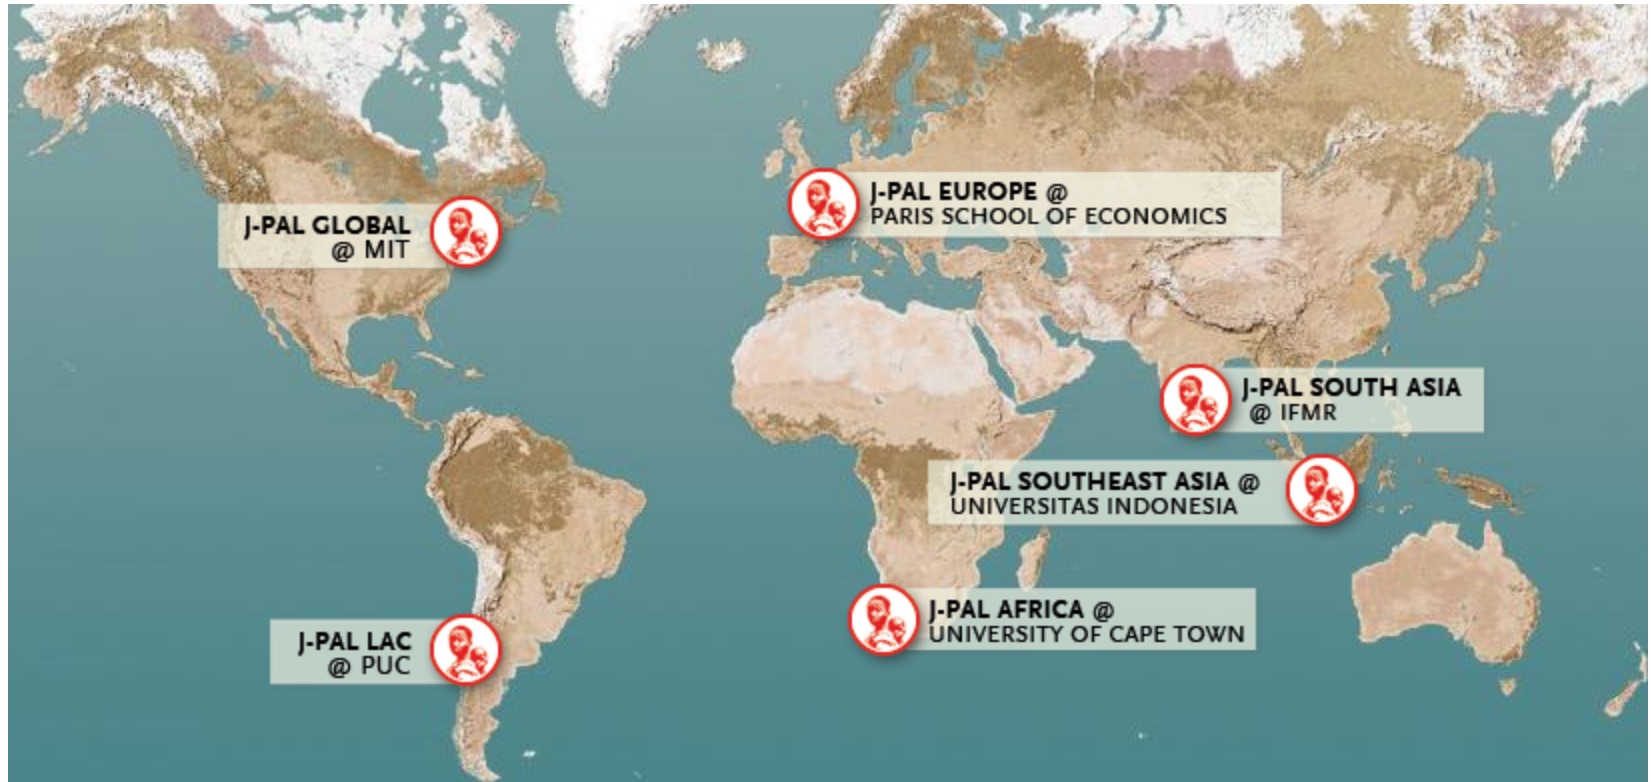 J-PAL GLOBAL
@ MIT
J-PAL EUROPE @
PARIS SCHOOL OF ECONOMICS
J-PAL SOUTH ASIA
@ IFMR
J-PAL SOUTHEAST ASIA @
UNIVERSITAS INDONESIA
J-PAL AFRICA @
UNIVERSITY OF CAPE TOWN
J-PAL LAC
@ PUC